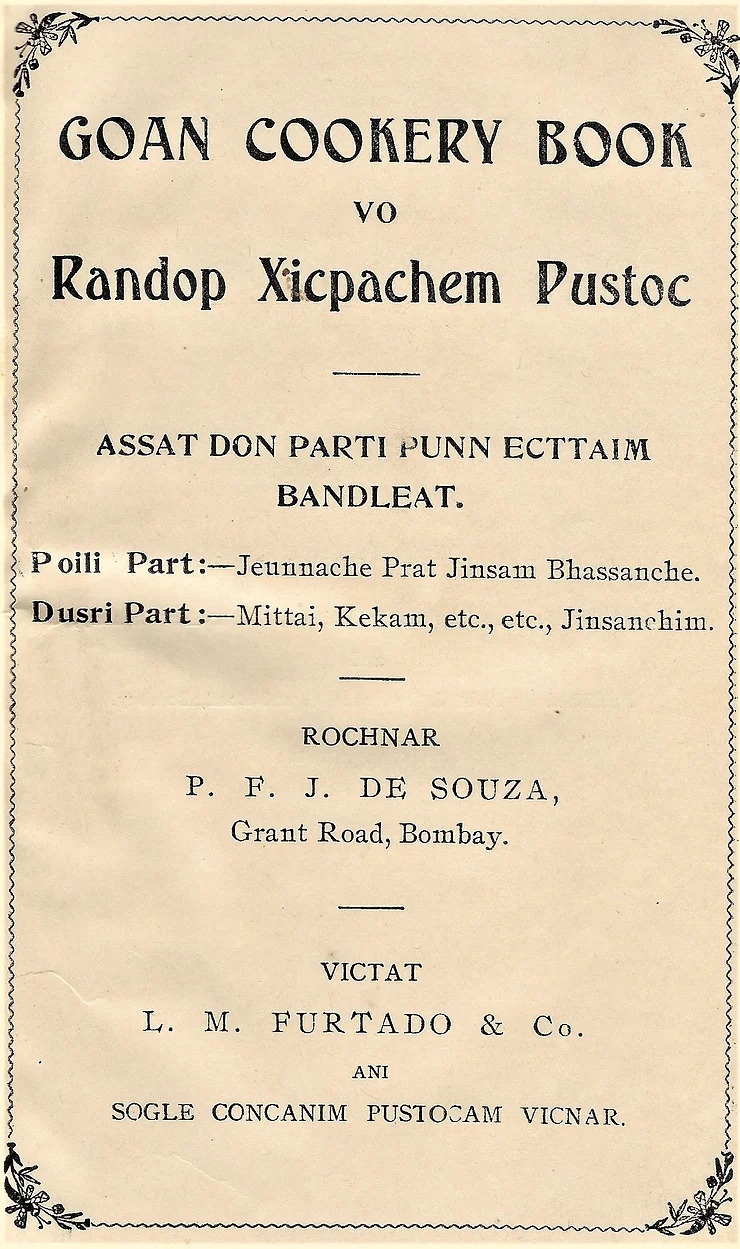 GOAN COOKERY BOOK
VO
Randop Xicpachem Pustoc
ASSAT DON PARTI PUNN ECTTAIM
BANDLEAT.
Poili Part:—Jeunnache Prat Jinsam Bhassanche.
Dusri Part:—Mittai, Kekam, etc., etc., Jinsanchim.
ROCHNAR
P. F. J. DE SOUZA,
Grant Road, Bombay.
VICTAT
L. M. FURTADO & Co.
ANI
SOGLE CONCANIM PUSTOCAM VICNAR.